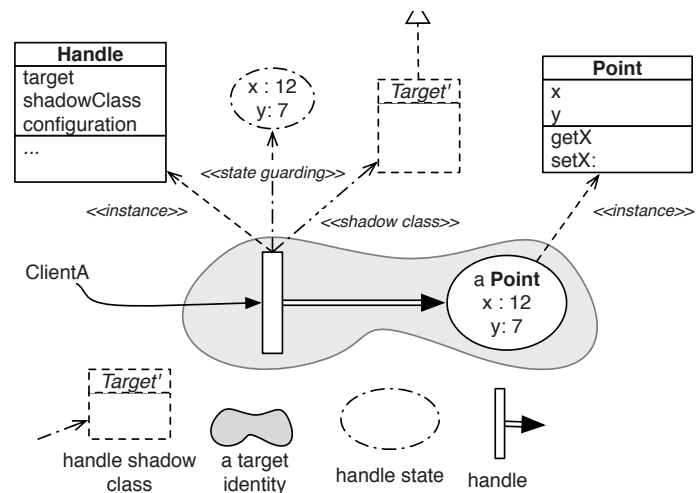 Handle
target
shadowClass
configuration
...
x : 12
y: 7
Target'
Point
x
y
getX
setX:
<<state guarding>>
<<instance>>
<<shadow class>>
<<instance>>
ClientA
a Point
x : 12
y: 7
Target'
handle shadow
class
a target
identity
handle state
handle